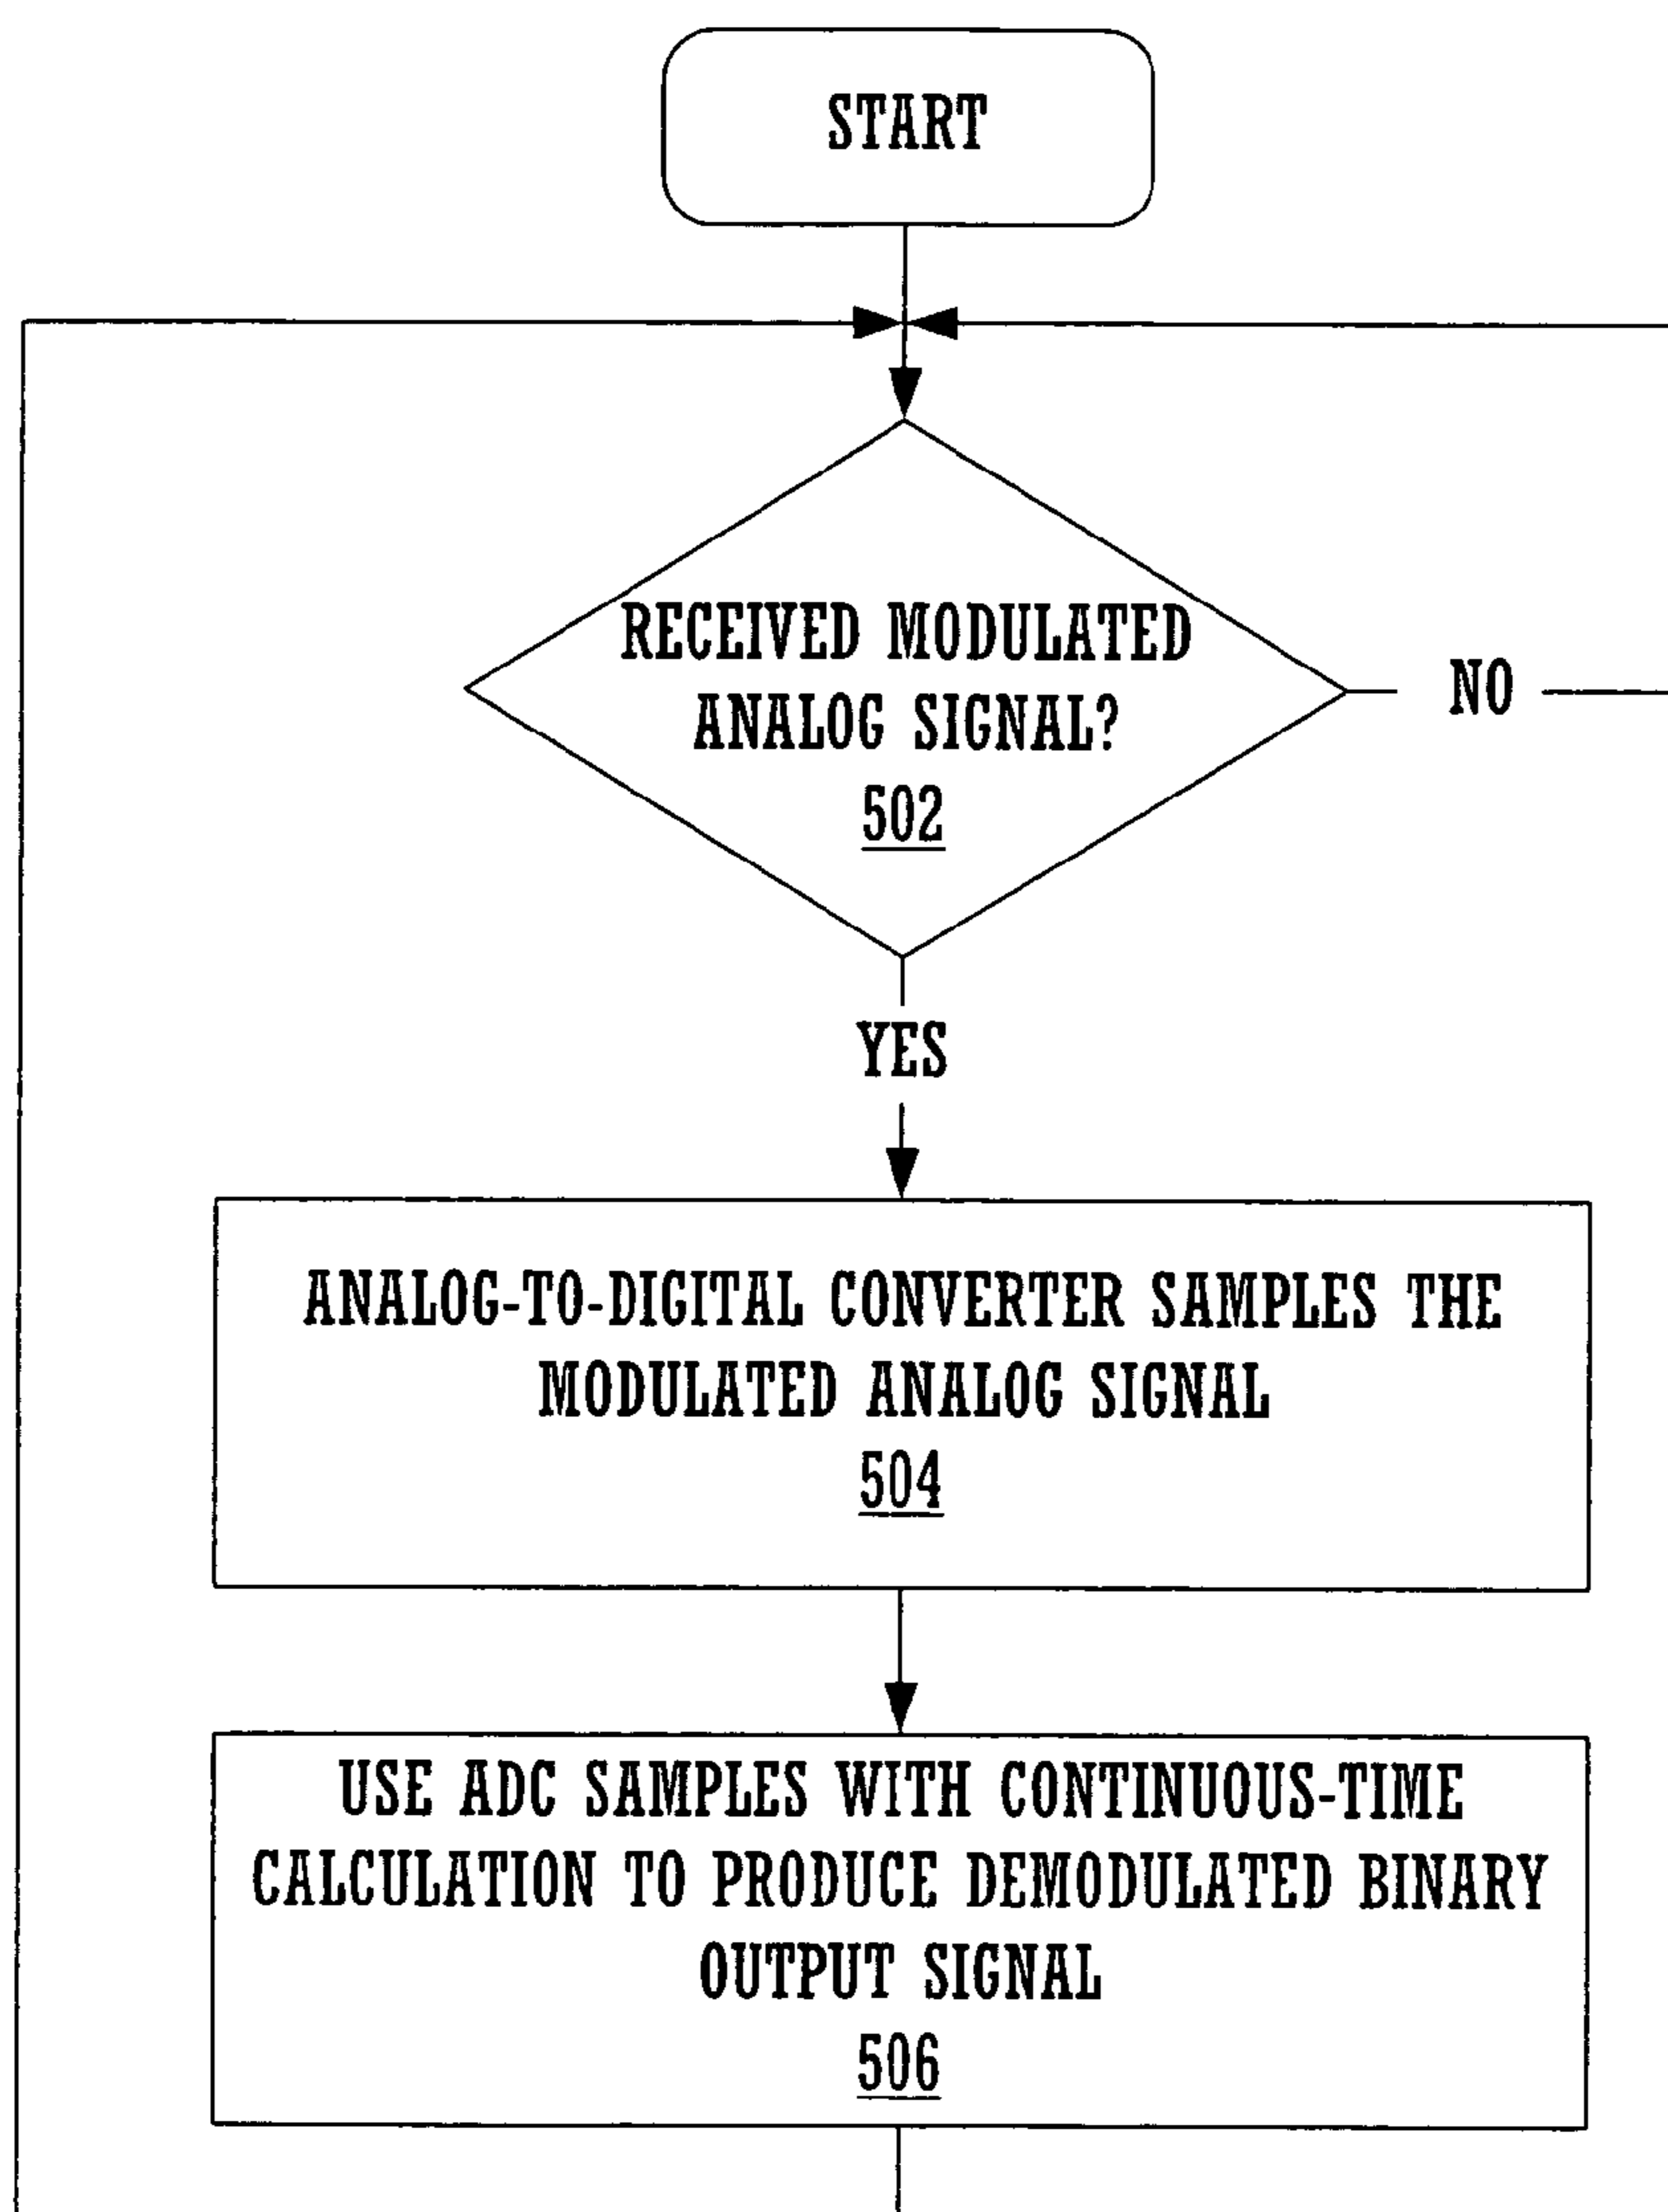 START
RECEIVED MODULATED
ANALOG SIGNAL?
502
NO
YES
ANALOG-TO-DIGITAL CONVERTER SAMPLES THE
MODULATED ANALOG SIGNAL
504
USE ADC SAMPLES WITH CONTINUOUS-TIME
CALCULATION TO PRODUCE DEMODULATED BINARY
OUTPUT SIGNAL
506